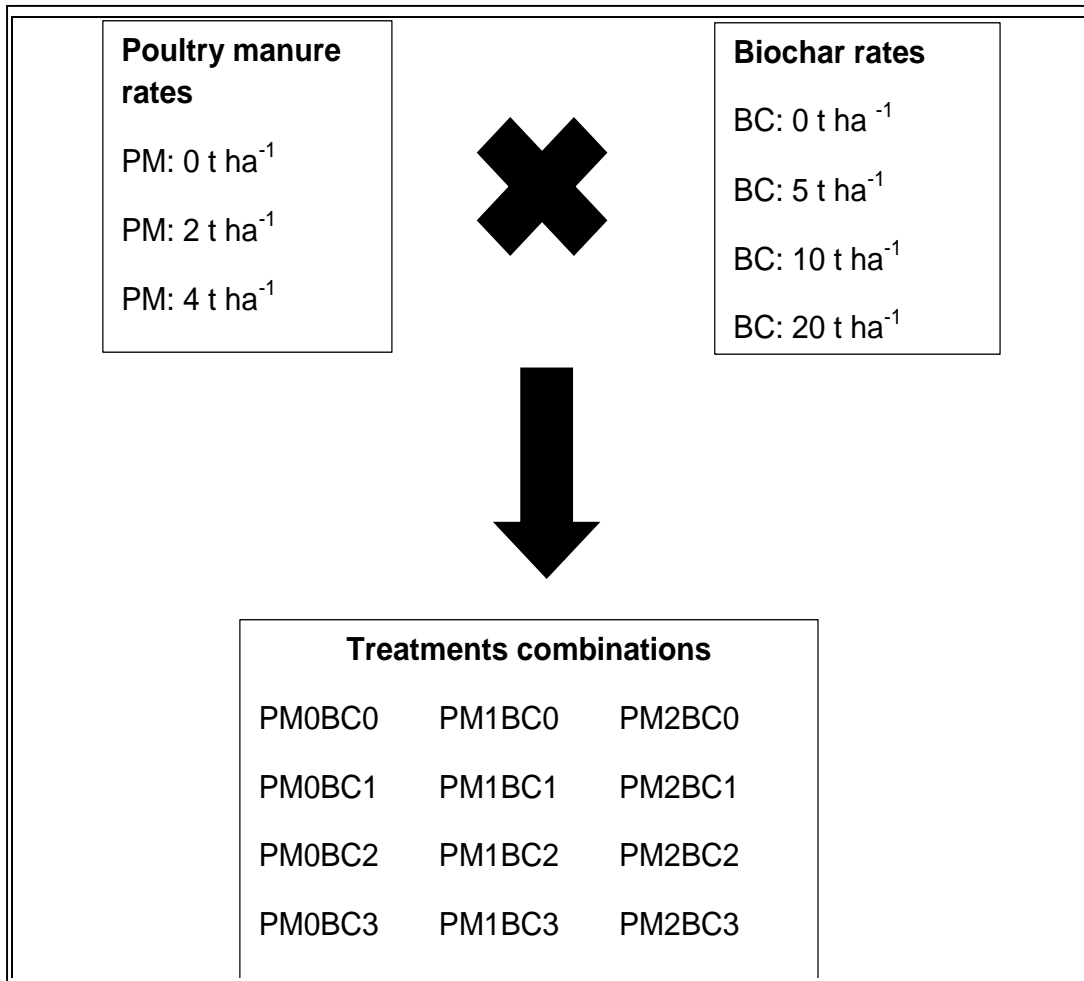 Poultry manure
rates
PM: 0 t ha⁻¹
PM: 2 t ha⁻¹
PM: 4 t ha⁻¹
Biochar rates
BC: 0 t ha ⁻¹
BC: 5 t ha⁻¹
BC: 10 t ha⁻¹
BC: 20 t ha⁻¹
Treatments combinations
PM0BC0 PM1BC0 PM2BC0
PM0BC1 PM1BC1 PM2BC1
PM0BC2 PM1BC2 PM2BC2
PM0BC3 PM1BC3 PM2BC3